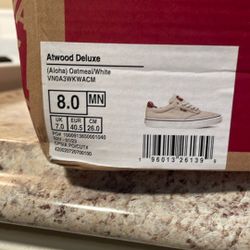 Atwood Deluxe
(Aloha) Oatmeal/White
VN0A3WKWACM
8.0 MN
UK EUR CM
7.0 40.5 26.0
1 96013 26139